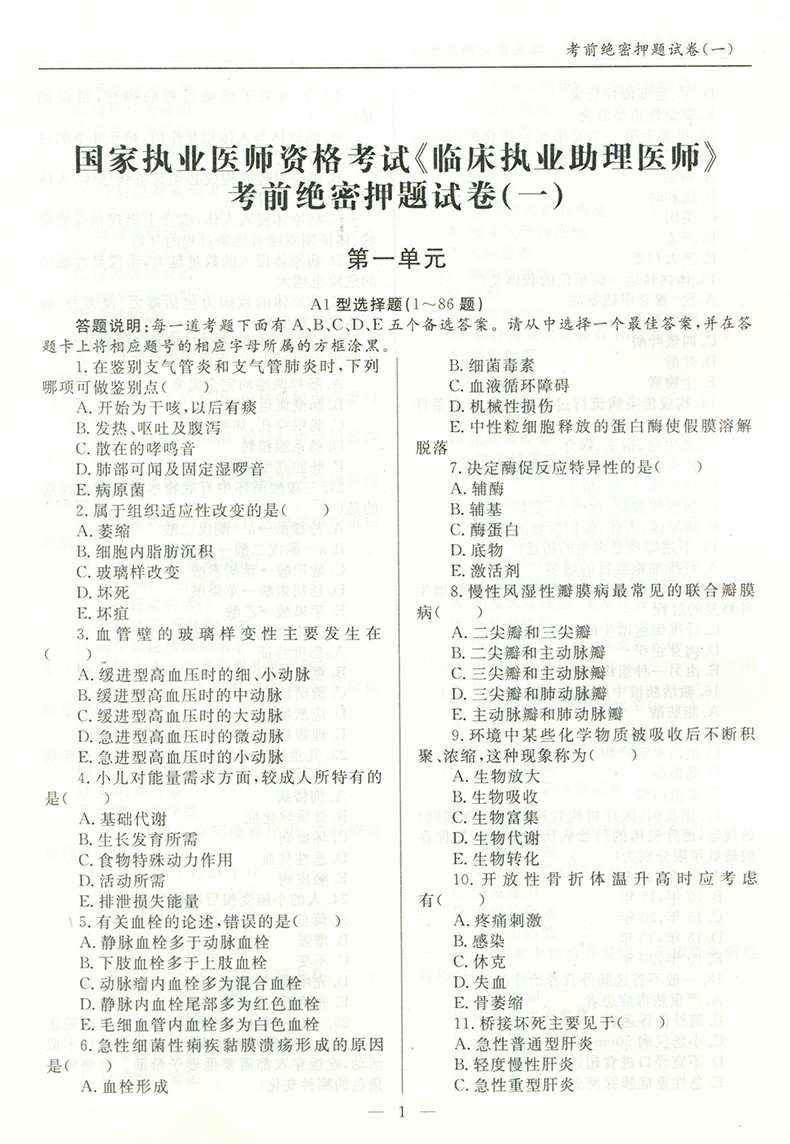 考前绝密押题试卷(一)
国家执业医师资格考试《临床执业助理医师》
考前绝密押题试卷(一)
第一单元
A1型选择题(1～86题)
答题说明:每一道考题下面有A、B、C、D、E五个备选答案。请从中选择一个最佳答案,并在答
题卡上将相应题号的相应字母所属的方框涂黑。
1.在鉴别支气管炎和支气管肺炎时,下列
哪项可做鉴别点(　　)
A.开始为干咳,以后有痰
B.发热、呕吐及腹泻
C.散在的哮鸣音
D.肺部可闻及固定湿啰音
E.病原菌
2.属于组织适应性改变的是(　　)
A.萎缩
B.细胞内脂肪沉积
C.玻璃样改变
D.坏死
E.坏疽
3.血管壁的玻璃样变性主要发生在
(　　)
A.缓进型高血压时的细、小动脉
B.缓进型高血压时的中动脉
C.缓进型高血压时的大动脉
D.急进型高血压时的微动脉
E.急进型高血压时的小动脉
4.小儿对能量需求方面,较成人所特有的
是(　　)
A.基础代谢
B.生长发育所需
C.食物特殊动力作用
D.活动所需
E.排泄损失能量
5.有关血栓的论述,错误的是(　　)
A.静脉血栓多于动脉血栓
B.下肢血栓多于上肢血栓
C.动脉瘤内血栓多为混合血栓
D.静脉内血栓尾部多为红色血栓
E.毛细血管内血栓多为白色血栓
6.急性细菌性痢疾黏膜溃疡形成的原因
是(　　)
A.血栓形成
B.细菌毒素
C.血液循环障碍
D.机械性损伤
E.中性粒细胞释放的蛋白酶使假膜溶解
脱落
7.决定酶促反应特异性的是(　　)
A.辅酶
B.辅基
C.酶蛋白
D.底物
E.激活剂
8.慢性风湿性瓣膜病最常见的联合瓣膜
病(　　)
A.二尖瓣和三尖瓣
B.二尖瓣和主动脉瓣
C.三尖瓣和主动脉瓣
D.三尖瓣和肺动脉瓣
E.主动脉瓣和肺动脉瓣
9.环境中某些化学物质被吸收后不断积
聚、浓缩,这种现象称为(　　)
A.生物放大
B.生物吸收
C.生物富集
D.生物代谢
E.生物转化
10.开放性骨折体温升高时应考虑
有(　　)
A.疼痛刺激
B.感染
C.休克
D.失血
E.骨萎缩
11.桥接坏死主要见于(　　)
A.急性普通型肝炎
B.轻度慢性肝炎
C.急性重型肝炎
— 1 —